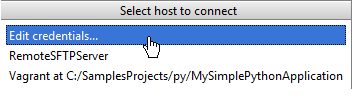 Select host to connect
Edit credentials...
RemoteSFTPServer
Vagrant at C:/SamplesProjects/py/MySimplePythonApplication